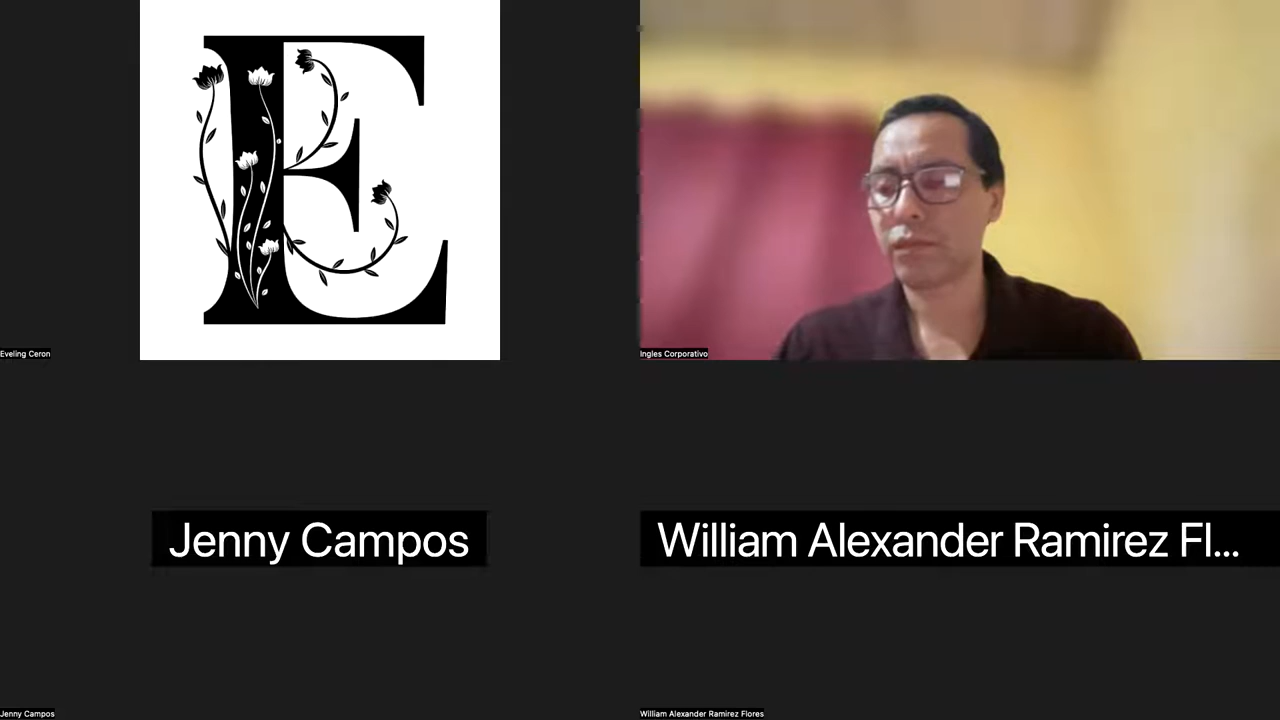 E
Eveling Ceron
Ingles Corporativo
Jenny Campos
William Alexander Ramirez Fl...
Jenny Campos
William Alexander Ramirez Flores